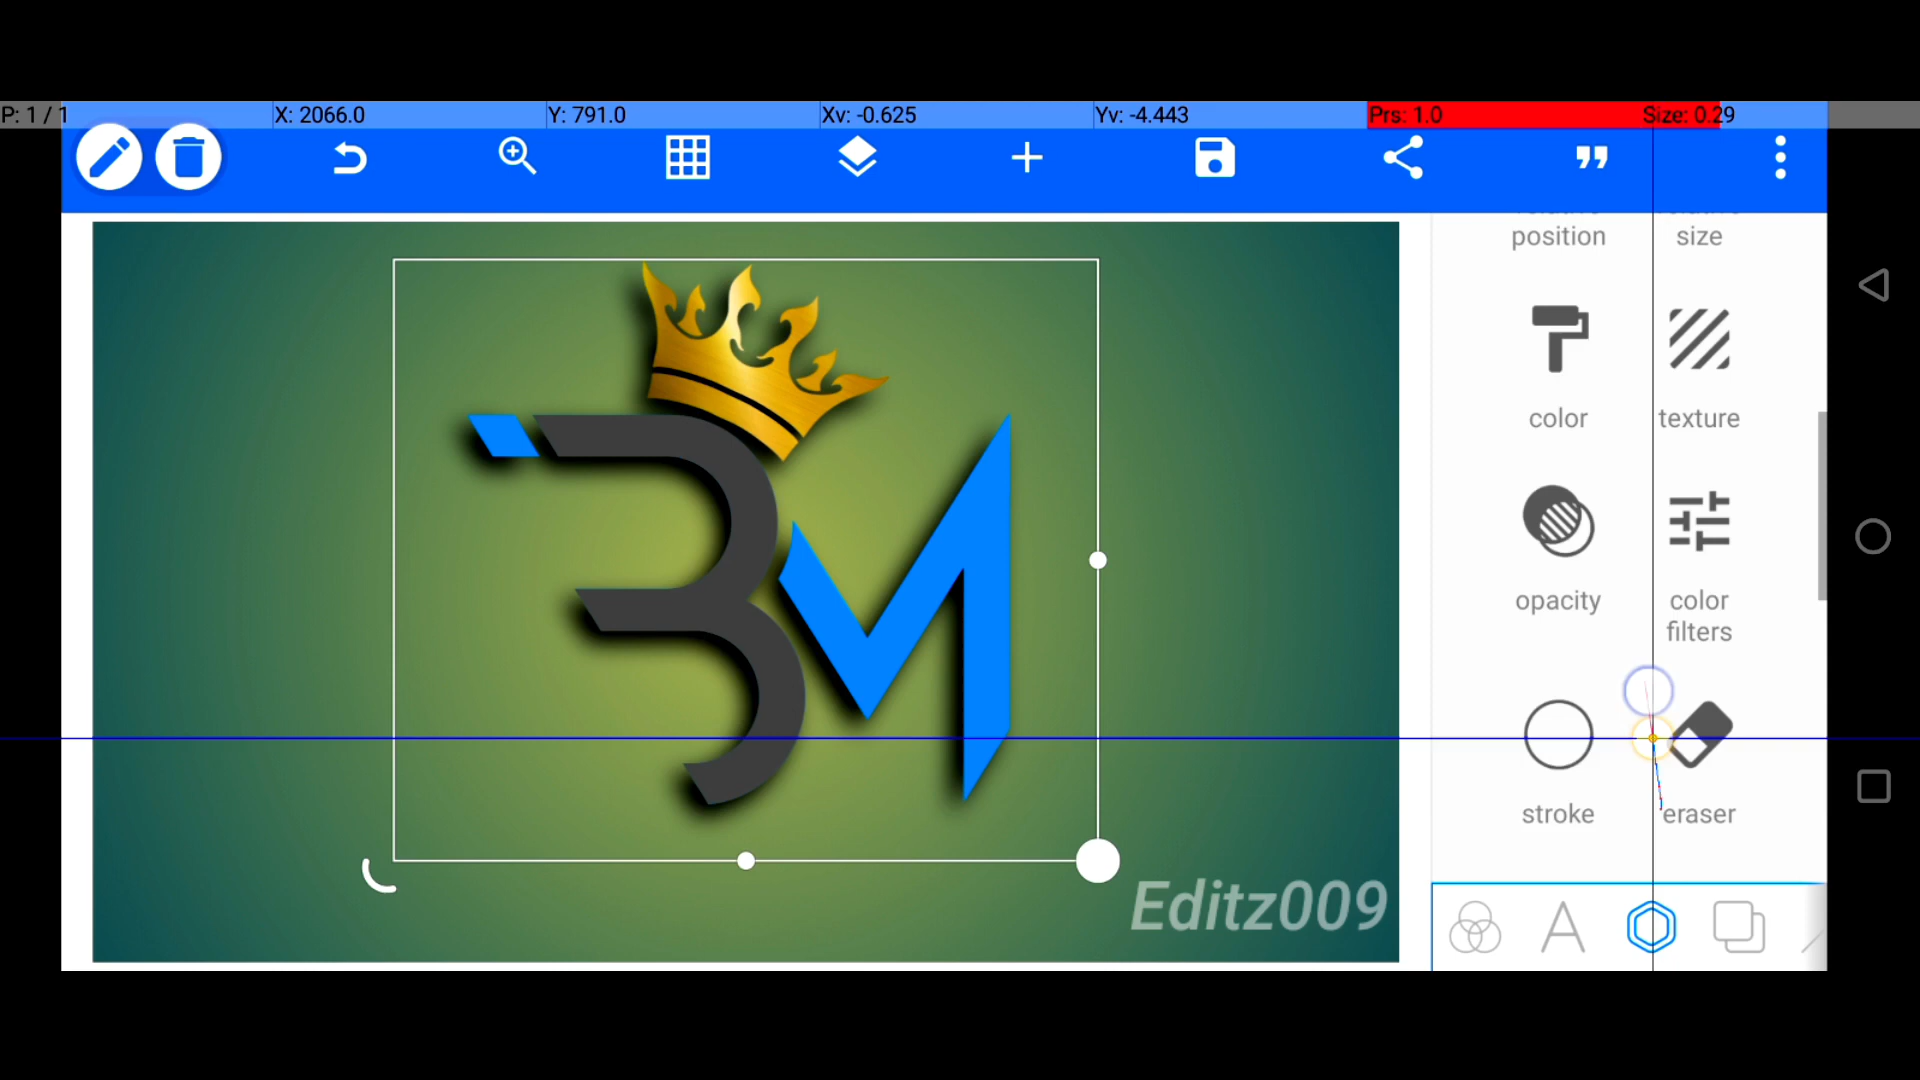 P: 1 / 1
X: 2066.0
Y: 791.0
Xv: -0.625
Yv: -4.443
Prs: 1.0
Size: 0.29
position
size
color
texture
opacity
color
filters
stroke
eraser
BM
Editz009